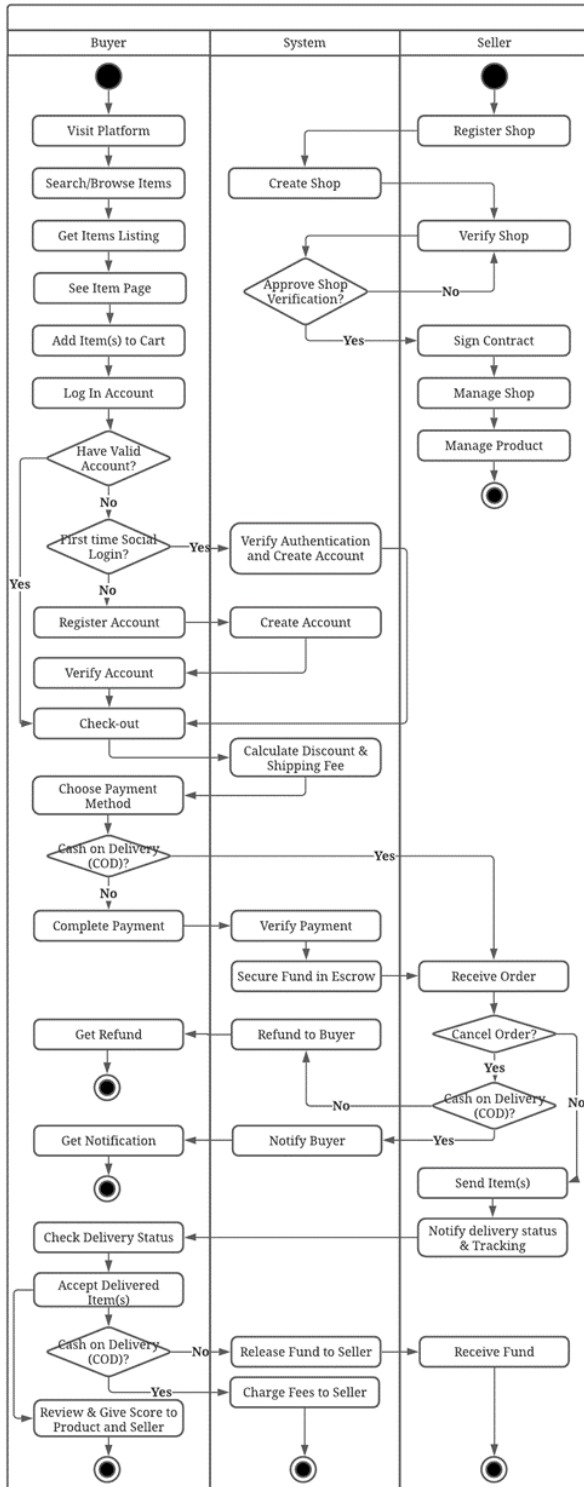 Buyer
System
Seller
Visit Platform
Register Shop
Search/Browse Items
Create Shop
Get Items Listing
Verify Shop
See Item Page
Approve Shop
Verification?
No
Add Item(s) to Cart
Yes
Sign Contract
Log In Account
Manage Shop
Have Valid
Account?
Manage Product
No
First time Social
Login?
Yes
Verify Authentication
and Create Account
Yes
No
Register Account
Create Account
Verify Account
Check-out
Calculate Discount &
Shipping Fee
Choose Payment
Method
Cash on Delivery
(COD)?
Yes
No
Complete Payment
Verify Payment
Secure Fund in Escrow
Receive Order
Get Refund
Refund to Buyer
Cancel Order?
Yes
No
Cash on Delivery
(COD)?
No
Get Notification
Notify Buyer
Yes
Send Item(s)
Check Delivery Status
Notify delivery status
& Tracking
Accept Delivered
Item(s)
Cash on Delivery
(COD)?
No
Release Fund to Seller
Receive Fund
Yes
Charge Fees to Seller
Review & Give Score to
Product and Seller